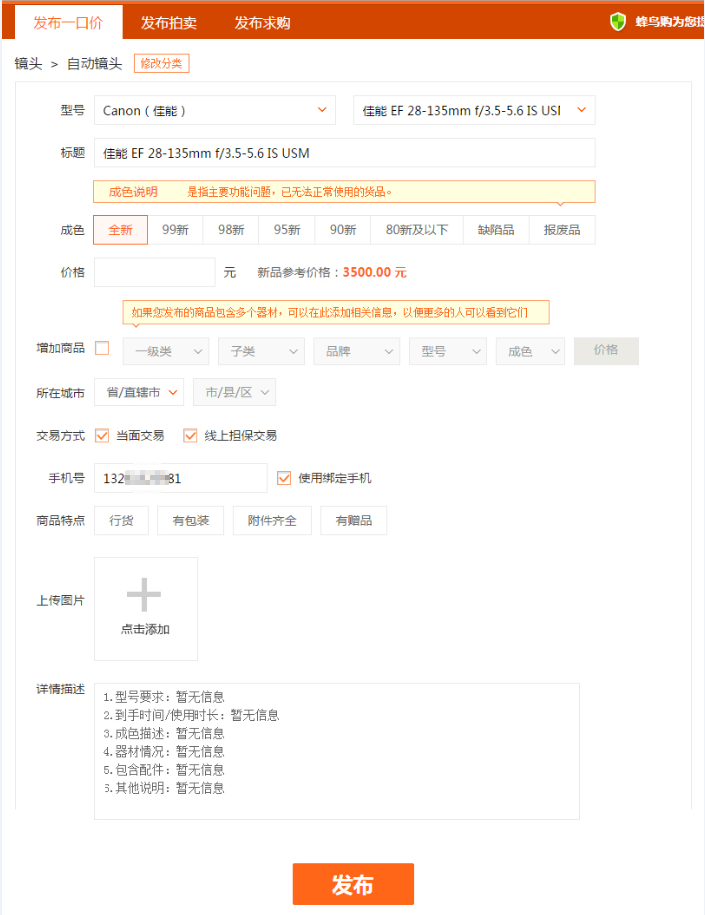 发布一口价 发布拍卖 发布求购 蜂鸟购为您
镜头 > 自动镜头 修改分类
型号 Canon（佳能） 佳能 EF 28-135mm f/3.5-5.6 IS USI
标题 佳能 EF 28-135mm f/3.5-5.6 IS USM
成色说明 是指主要功能问题，已无法正常使用的货品。
成色 全新 99新 98新 95新 90新 80新及以下 缺陷品 报废品
价格 元 新品参考价格：3500.00 元
如果您发布的商品包含多个器材，可以在此添加相关信息，以便更多的人可以看到它们
增加商品 一级类 子类 品牌 型号 成色 价格
所在城市 省/直辖市 市/县/区
交易方式 当面交易 线上担保交易
手机号 132 81 使用绑定手机
商品特点 行货 有包装 附件齐全 有赠品
上传图片 点击添加
详情描述 1.型号要求：暂无信息
2.到手时间/使用时长：暂无信息
3.成色描述：暂无信息
4.器材情况：暂无信息
5.包含配件：暂无信息
6.其他说明：暂无信息
发布